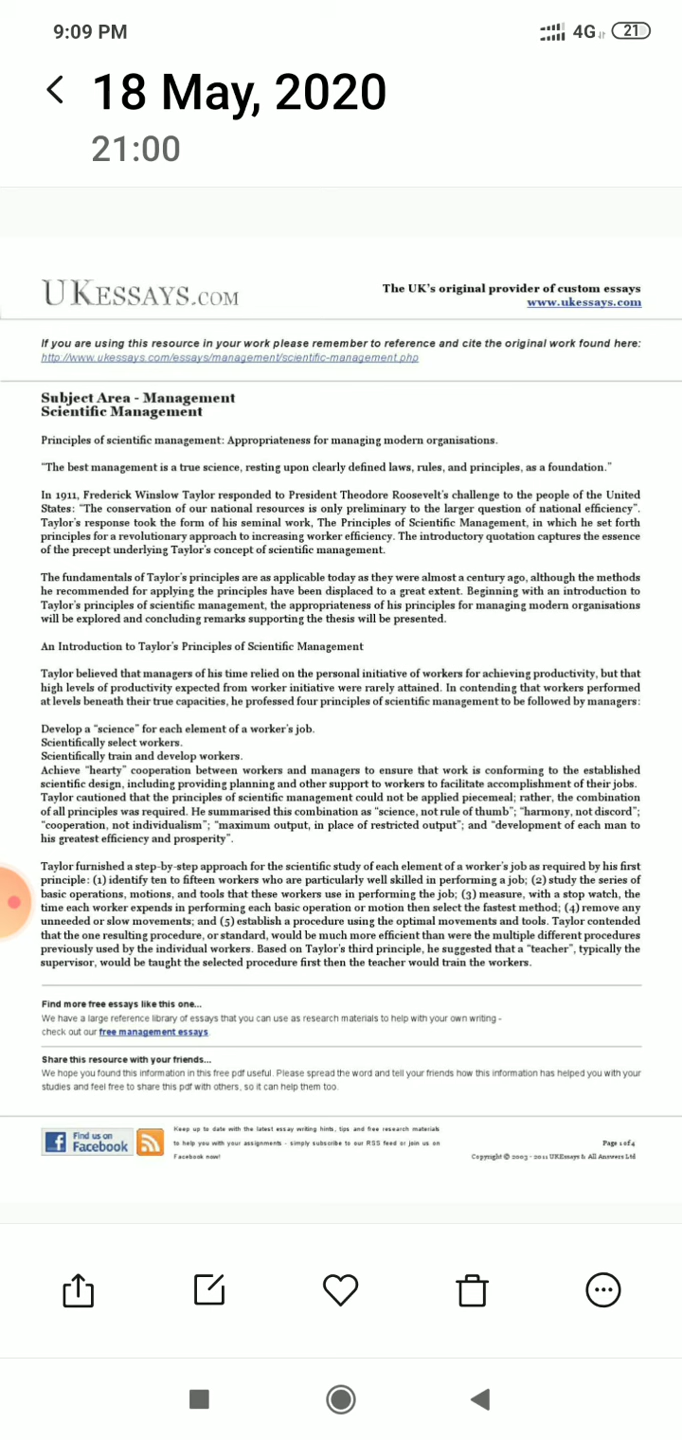 9:09 PM
4G 21
18 May, 2020
21:00
UKESSAYS.COM
The UK's original provider of custom essays
www.ukessays.com
If you are using this resource in your work please remember to reference and cite the original work found here:
http://www.ukessays.com/essays/management/scientific-management.php
Subject Area - Management
Scientific Management
Principles of scientific management: Appropriateness for managing modern organisations.
"The best management is a true science, resting upon clearly defined laws, rules, and principles, as a foundation."
In 1911, Frederick Winslow Taylor responded to President Theodore Roosevelt's challenge to the people of the United
States: "The conservation of our national resources is only preliminary to the larger question of national efficiency".
Taylor's response took the form of his seminal work, The Principles of Scientific Management, in which he set forth
principles for a revolutionary approach to increasing worker efficiency. The introductory quotation captures the essence
of the precept underlying Taylor's concept of scientific management.
The fundamentals of Taylor's principles are as applicable today as they were almost a century ago, although the methods
he recommended for applying the principles have been displaced to a great extent. Beginning with an introduction to
Taylor's principles of scientific management, the appropriateness of his principles for managing modern organisations
will be explored and concluding remarks supporting the thesis will be presented.
An Introduction to Taylor's Principles of Scientific Management
Taylor believed that managers of his time relied on the personal initiative of workers for achieving productivity, but that
high levels of productivity expected from worker initiative were rarely attained. In contending that workers performed
at levels beneath their true capacities, he professed four principles of scientific management to be followed by managers:
Develop a "science" for each element of a worker's job.
Scientifically select workers.
Scientifically train and develop workers.
Achieve "hearty" cooperation between workers and managers to ensure that work is conforming to the established
scientific design, including providing planning and other support to workers to facilitate accomplishment of their jobs.
Taylor cautioned that the principles of scientific management could not be applied piecemeal; rather, the combination
of all principles was required. He summarised this combination as "science, not rule of thumb"; "harmony, not discord";
"cooperation, not individualism"; "maximum output, in place of restricted output"; and "development of each man to
his greatest efficiency and prosperity".
Taylor furnished a step-by-step approach for the scientific study of each element of a worker's job as required by his first
principle: (1) identify ten to fifteen workers who are particularly well skilled in performing a job; (2) study the series of
basic operations, motions, and tools that these workers use in performing the job; (3) measure, with a stop watch, the
time each worker expends in performing each basic operation or motion then select the fastest method; (4) remove any
unneeded or slow movements; and (5) establish a procedure using the optimal movements and tools. Taylor contended
that the one resulting procedure, or standard, would be much more efficient than were the multiple different procedures
previously used by the individual workers. Based on Taylor's third principle, he suggested that a "teacher", typically the
supervisor, would be taught the selected procedure first then the teacher would train the workers.
Find more free essays like this one...
We have a large reference library of essays that you can use as research materials to help with your own writing -
check out our free management essays
Share this resource with your friends...
We hope you found this information in this free pdf useful. Please spread the word and tell your friends how this information has helped you with your
studies and feel free to share this pdf with others, so it can help them too.
Find us on
Facebook
Keep up to date with the latest essay writing hints, tips and free research materials
to help you with your assignments - simply subscribe to our RSS feed or join us on
Facebook now!
Page 1 of 4
Copyright © 2003 - 2011 UKEssays & All Answers Ltd